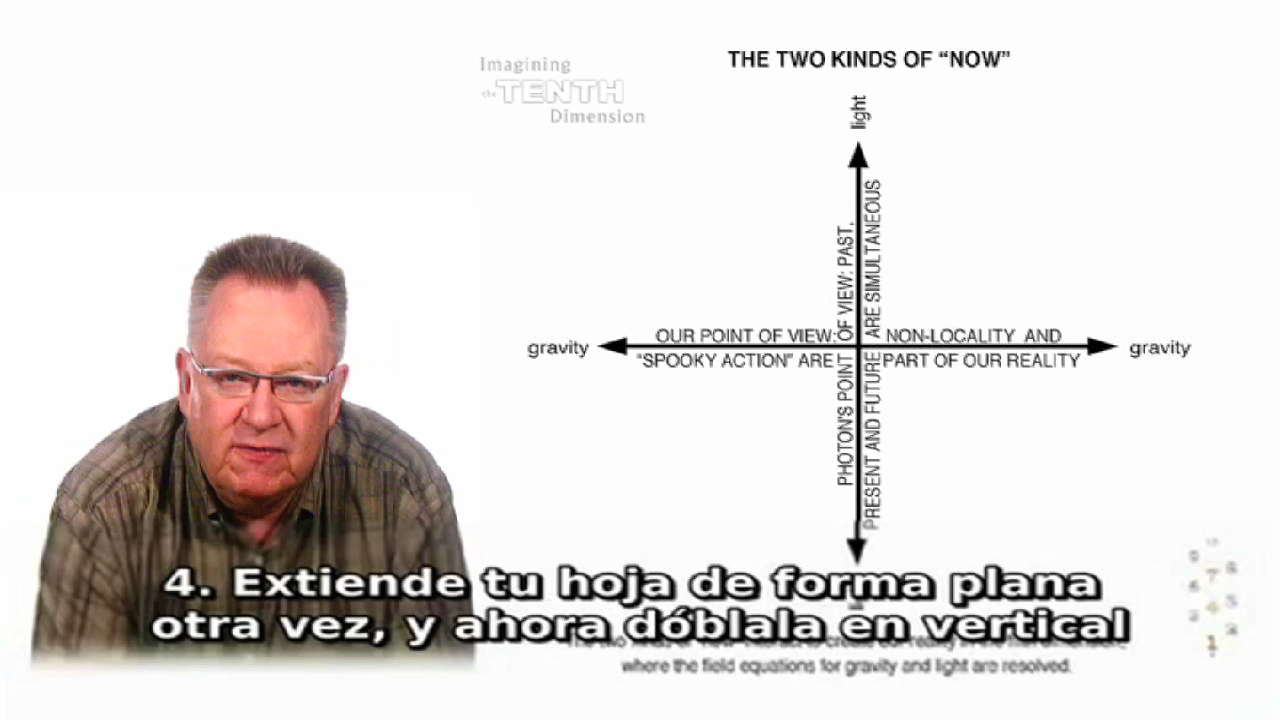 Imagining
the TENTH
Dimension
THE TWO KINDS OF “NOW”
light
gravity
OUR POINT OF VIEW: NON-LOCALITY AND
“SPOOKY ACTION” ARE PART OF OUR REALITY
gravity
PHOTON'S POINT OF VIEW: PAST,
PRESENT AND FUTURE ARE SIMULTANEOUS
4. Extiende tu hoja de forma plana
otra vez, y ahora dóblala en vertical
where the field equations for gravity and light are resolved.